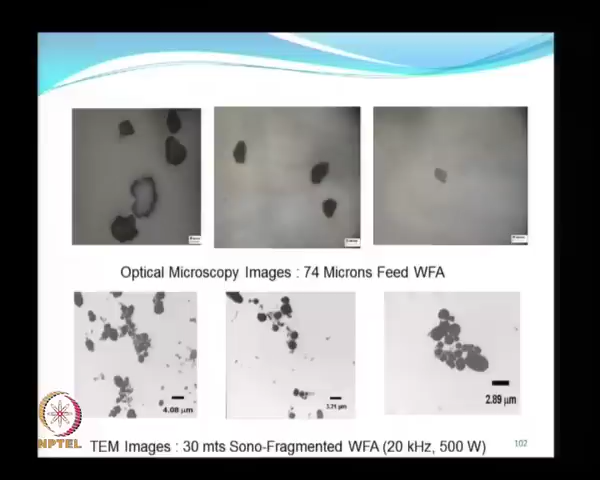 Optical Microscopy Images : 74 Microns Feed WFA
4.08 µm
2.89 µm
NPTEL
TEM Images : 30 mts Sono-Fragmented WFA (20 kHz, 500 W)
102